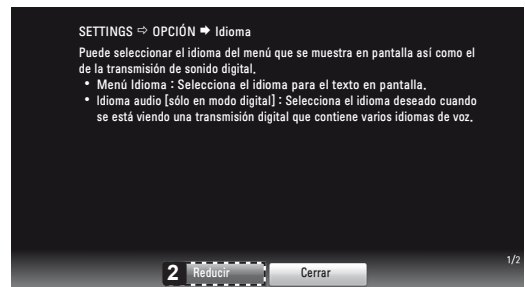 SETTINGS ⇨ OPCIÓN ➡ Idioma
Puede seleccionar el idioma del menú que se muestra en pantalla así como el
de la transmisión de sonido digital.
• Menú Idioma : Selecciona el idioma para el texto en pantalla.
• Idioma audio [sólo en modo digital] : Selecciona el idioma deseado cuando
se está viendo una transmisión digital que contiene varios idiomas de voz.
1/2
2 Reducir Cerrar